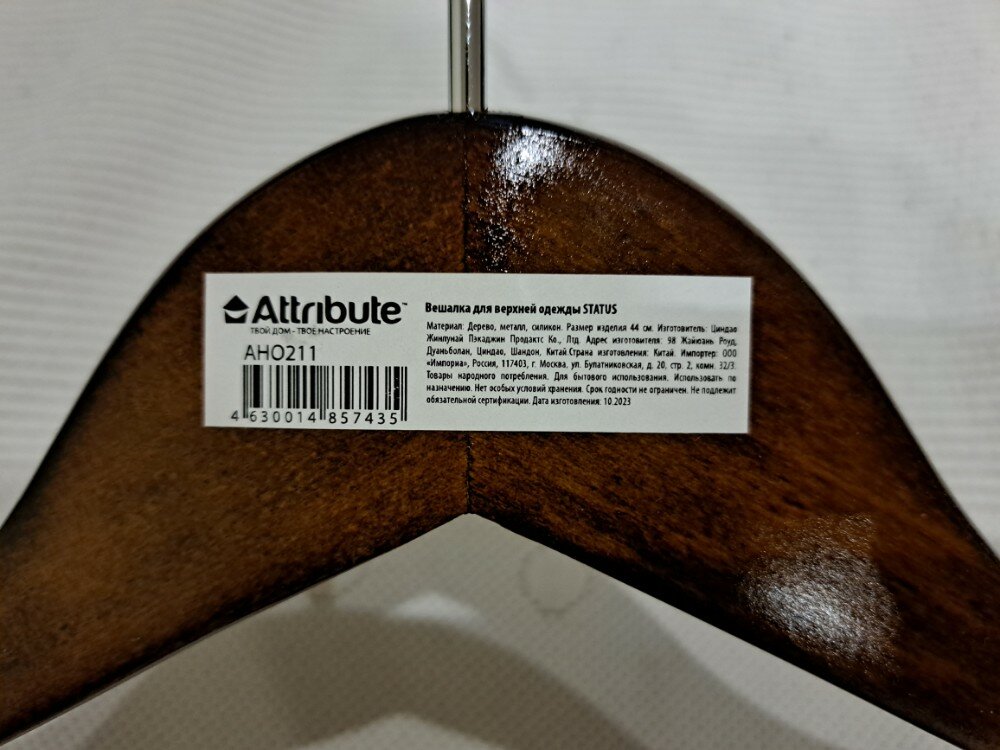 Attribute™
ТВОЙ ДОМ - ТВОЕ НАСТРОЕНИЕ
AHO211
4 630014 857435
Вешалка для верхней одежды STATUS
Материал: Дерево, металл, силикон. Размер изделия 44 см. Изготовитель: Циндао
Жинлунай Пэкаджин Продактс Ко., Лтд. Адрес изготовителя: 98 Жайюань Роуд,
Дуаньболан, Циндао, Шандон, Китай.Страна изготовления: Китай. Импортер: ООО
«Импориа», Россия, 117403, г. Москва, ул. Булатниковская, д. 20, стр. 2, комн. 32/3.
Товары народного потребления. Для бытового использования. Использовать по
назначению. Нет особых условий хранения. Срок годности не ограничен. Не подлежит
обязательной сертификации. Дата изготовления: 10.2023